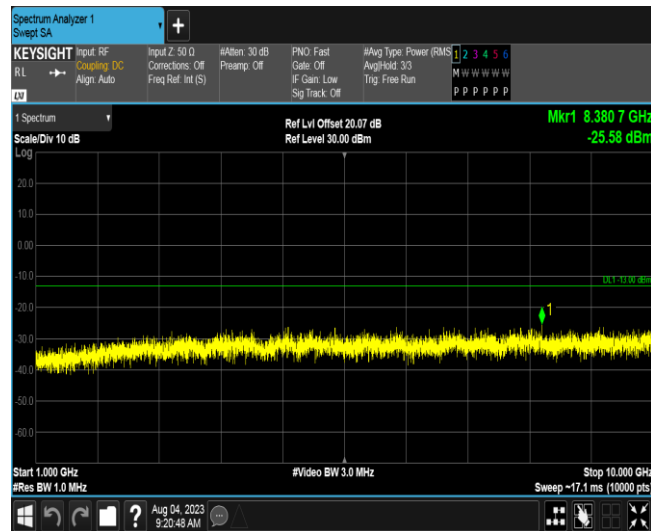 Spectrum Analyzer 1
Swept SA
+
KEYSIGHT
RL
LXI
Input: RF
Coupling: DC
Align: Auto
Input Z: 50 Ω
Corrections: Off
Freq Ref: Int (S)
#Atten: 30 dB
Preamp: Off
PNO: Fast
Gate: Off
IF Gain: Low
Sig Track: Off
#Avg Type: Power (RMS
Avg|Hold: 3/3
Trig: Free Run
1 2 3 4 5 6
M W W W W W
P P P P P P
1 Spectrum
Scale/Div 10 dB
Log
Ref Lvl Offset 20.07 dB
Ref Level 30.00 dBm
Mkr1 8.380 7 GHz
-25.58 dBm
20.0
10.0
0.00
-10.0
DL1 -13.00 dBm
-20.0
1
-30.0
-40.0
-50.0
-60.0
Start 1.000 GHz
#Res BW 1.0 MHz
#Video BW 3.0 MHz
Stop 10.000 GHz
Sweep ~17.1 ms (10000 pts)
?
Aug 04, 2023
9:20:48 AM